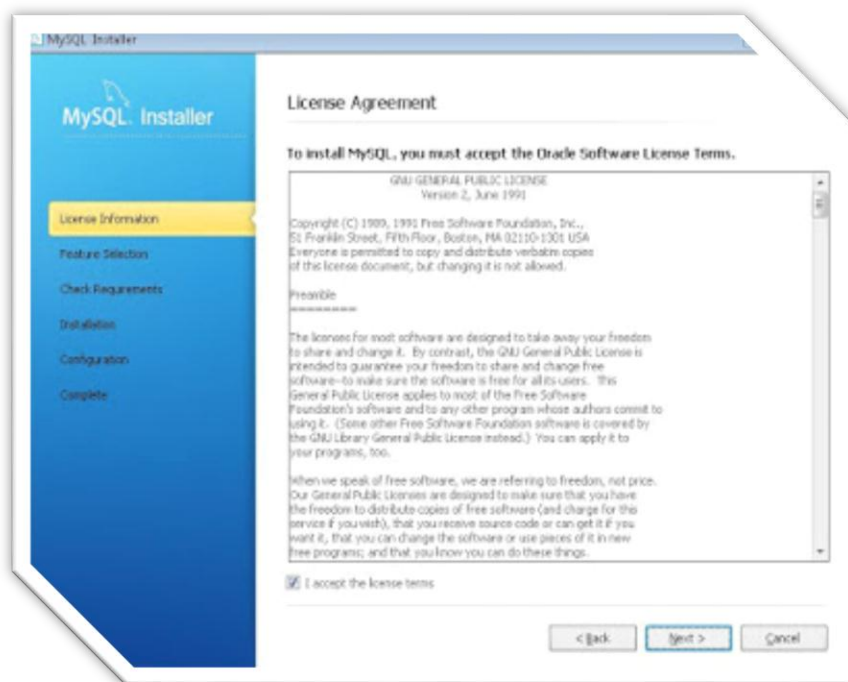 MySQL Installer
MySQL. Installer
License Information
Feature Selection
Check Requirements
Installation
Configuration
Complete
License Agreement
To install MySQL, you must accept the Oracle Software License Terms.
GNU GENERAL PUBLIC LICENSE
Version 2, June 1991
Copyright (C) 1989, 1991 Free Software Foundation, Inc.,
51 Franklin Street, Fifth Floor, Boston, MA 02110-1301 USA
Everyone is permitted to copy and distribute verbatim copies
of this license document, but changing it is not allowed.
Preamble
========
The licenses for most software are designed to take away your freedom
to share and change it. By contrast, the GNU General Public License is
intended to guarantee your freedom to share and change free
software--to make sure the software is free for all its users. This
General Public License applies to most of the Free Software
Foundation's software and to any other program whose authors commit to
using it. (Some other Free Software Foundation software is covered by
the GNU Library General Public License instead.) You can apply it to
your programs, too.
When we speak of free software, we are referring to freedom, not price.
Our General Public Licenses are designed to make sure that you have
the freedom to distribute copies of free software (and charge for this
service if you wish), that you receive source code or can get it if you
want it, that you can change the software or use pieces of it in new
free programs; and that you know you can do these things.
I accept the license terms
< Back
Next >
Cancel